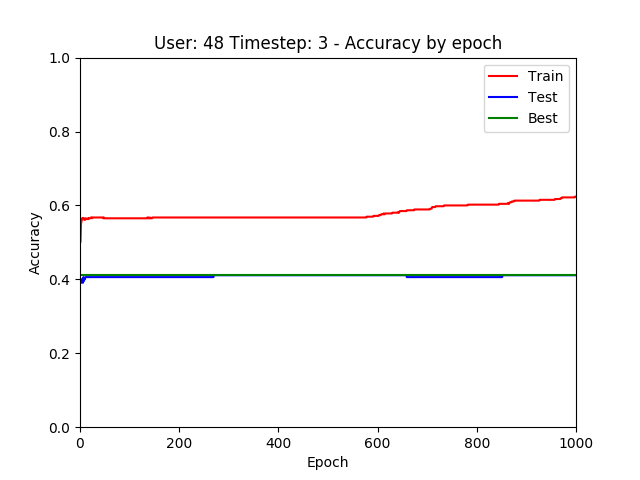 User: 48 Timestep: 3 - Accuracy by epoch
1.0
0.8
0.6
0.4
0.2
0.0
Accuracy
Train
Test
Best
0 200 400 600 800 1000
Epoch